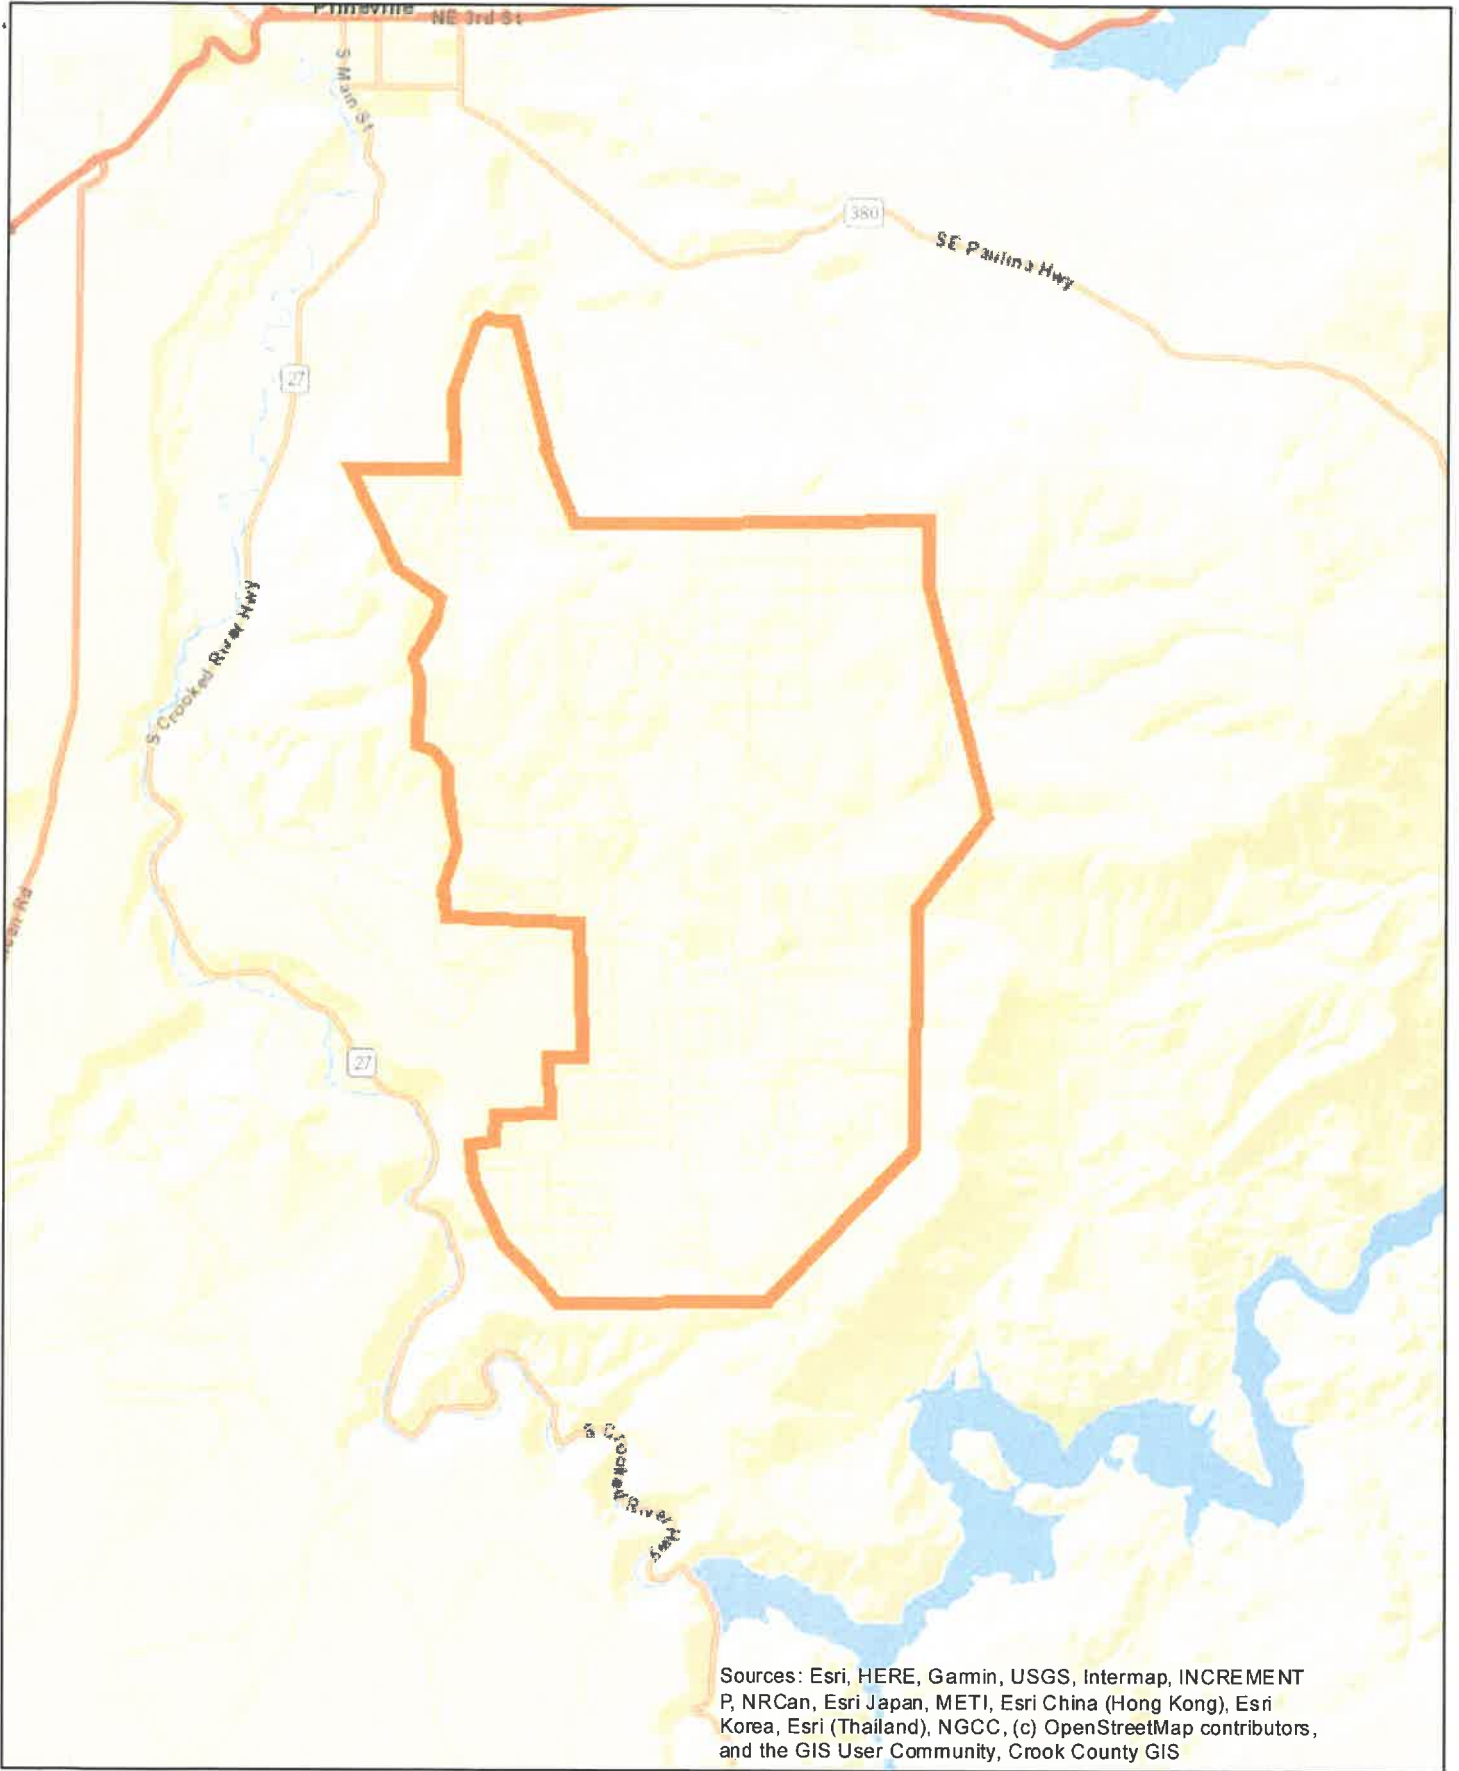 Prineville
NE 3rd St
S Main St
380
SE Paulina Hwy
27
S Crooked River Hwy
Rd
27
S Crooked River Hwy
Sources: Esri, HERE, Garmin, USGS, Intermap, INCREMENT
P, NRCan, Esri Japan, METI, Esri China (Hong Kong), Esri
Korea, Esri (Thailand), NGCC, (c) OpenStreetMap contributors,
and the GIS User Community, Crook County GIS